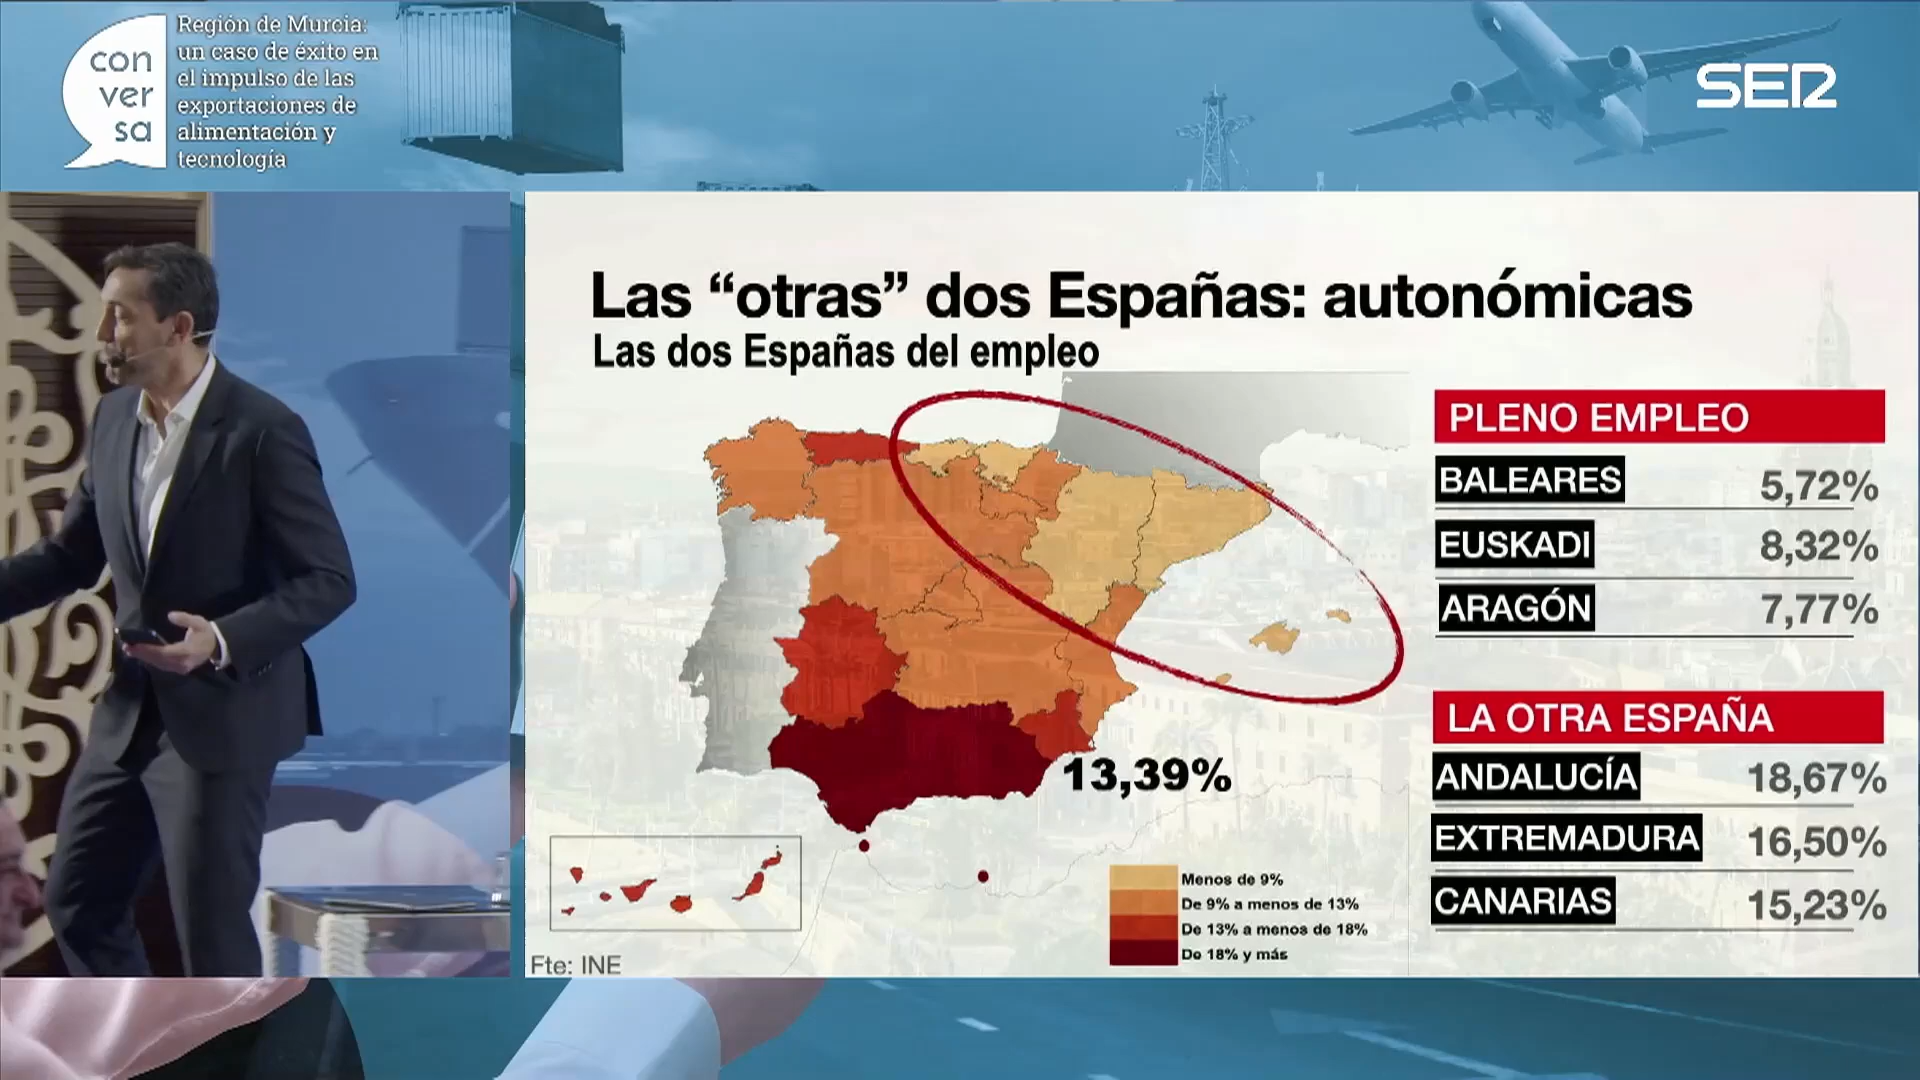 con
ver
sa
Región de Murcia:
un caso de éxito en
el impulso de las
exportaciones de
alimentación y
tecnología
SER
Las “otras” dos Españas: autonómicas
Las dos Españas del empleo
PLENO EMPLEO
BALEARES 5,72%
EUSKADI 8,32%
ARAGÓN 7,77%
LA OTRA ESPAÑA
ANDALUCÍA 18,67%
EXTREMADURA 16,50%
CANARIAS 15,23%
13,39%
Menos de 9%
De 9% a menos de 13%
De 13% a menos de 18%
De 18% y más
Fte: INE